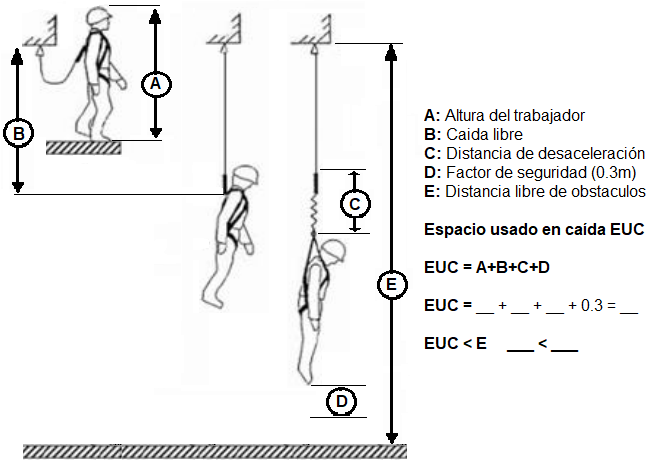 A
B
C
E
D
A: Altura del trabajador
B: Caida libre
C: Distancia de desaceleración
D: Factor de seguridad (0.3m)
E: Distancia libre de obstaculos
Espacio usado en caída EUC
EUC = A+B+C+D
EUC = __ + __ + __ + 0.3 = __
EUC < E ___ < ___